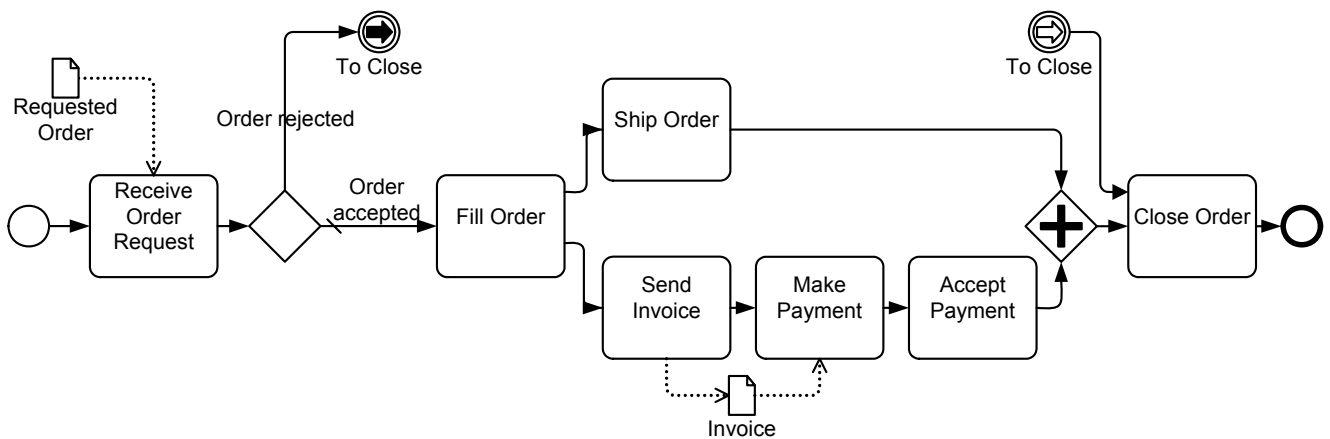 To Close
To Close
Requested
Order
Order rejected
Ship Order
Receive
Order
Request
Order
accepted
Fill Order
Close Order
Send
Invoice
Make
Payment
Accept
Payment
Invoice